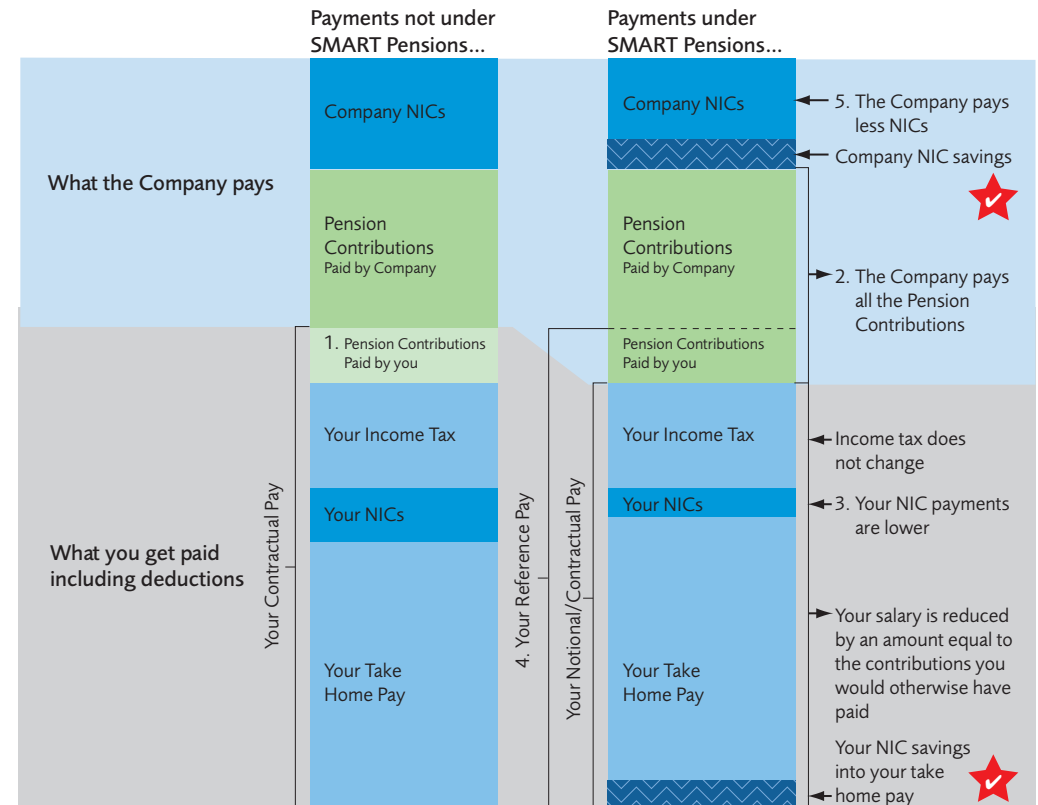 Payments not under
SMART Pensions...
Payments under
SMART Pensions...
What the Company pays
What you get paid
including deductions
Your Contractual Pay
Company NICs
Pension
Contributions
Paid by Company
1. Pension Contributions
Paid by you
Your Income Tax
Your NICs
Your Take
Home Pay
4. Your Reference Pay
Your Notional/Contractual Pay
Company NICs
Pension
Contributions
Paid by Company
Pension Contributions
Paid by you
Your Income Tax
Your NICs
Your Take
Home Pay
5. The Company pays
less NICs
Company NIC savings
2. The Company pays
all the Pension
Contributions
Income tax does
not change
3. Your NIC payments
are lower
Your salary is reduced
by an amount equal to
the contributions you
would otherwise have
paid
Your NIC savings
into your take
home pay